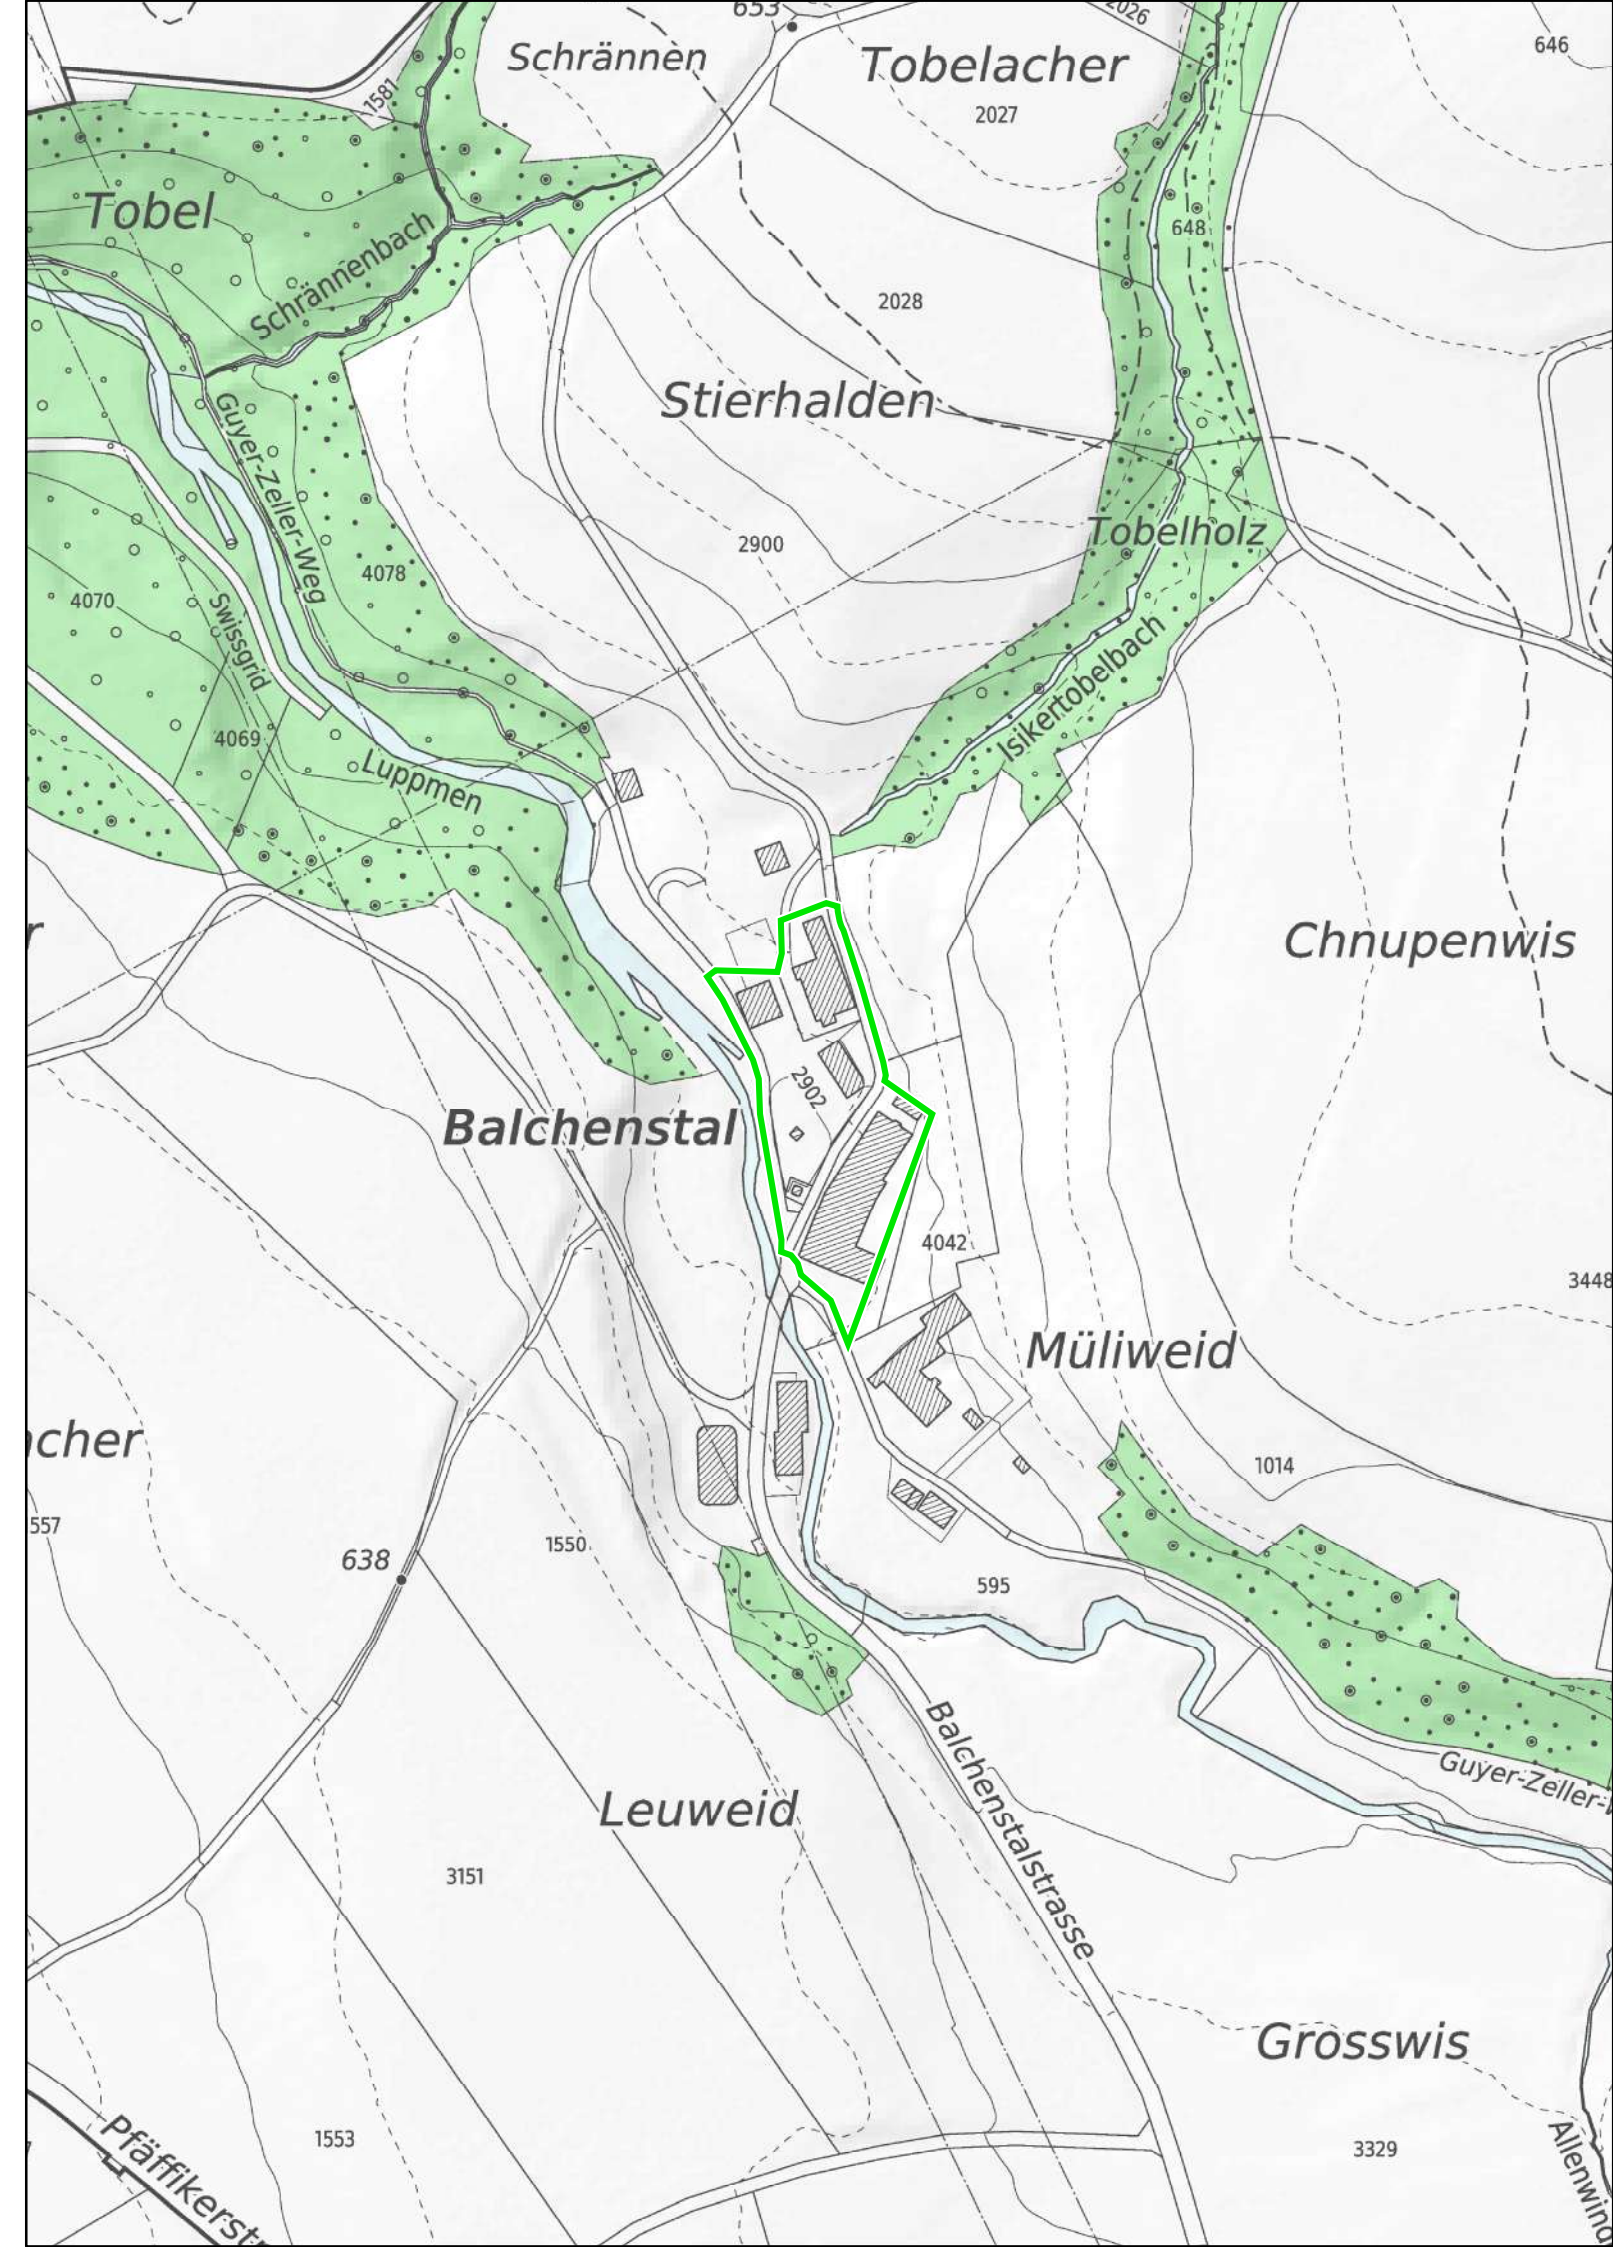 653
2026
Schrännen
Tobelacher
646
1581
2027
Tobel
Schrännenbach
648
2028
Stierhalden
Guyer-Zeller-Weg
Tobelholz
2900
4078
4070
Swissgrid
Isikertobelbach
4069
Luppmen
r
Chnupenwis
2902
Balchenstal
4042
3448
Müliweid
cher
1014
557
1550
638
595
Balchenstalstrasse
Guyer-Zeller-
Leuweid
3151
Grosswis
Pfäffikerstr
1553
3329
Allenwind